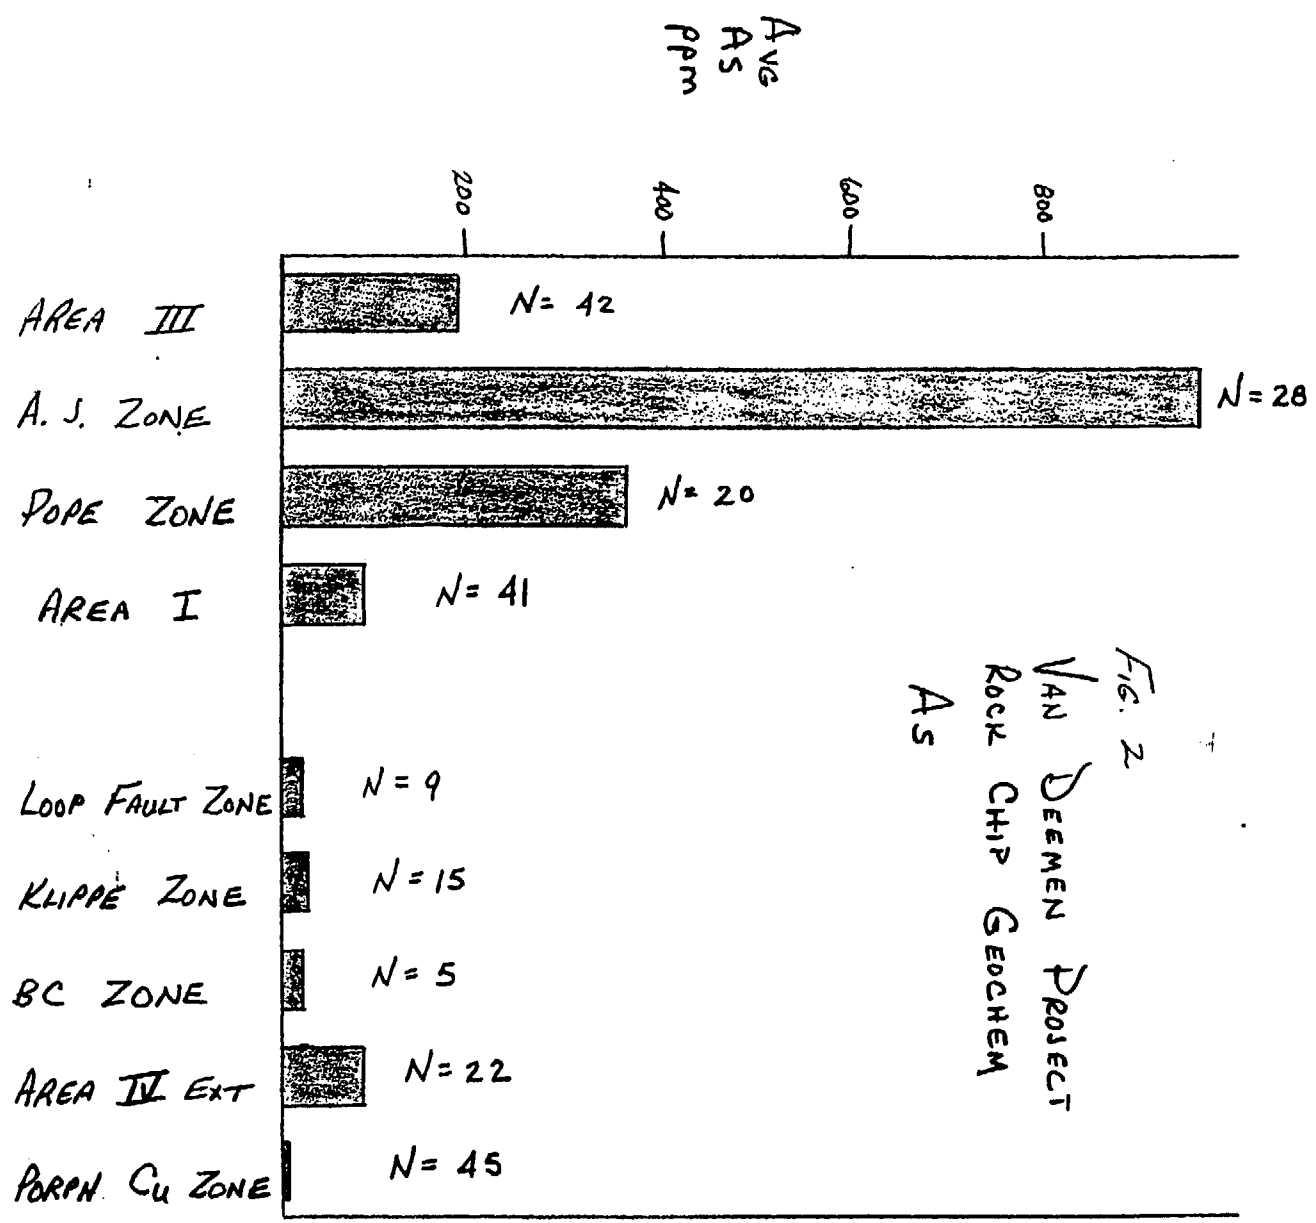 AVG
AS
ppm
200
400
600
800
AREA III
N= 42
A. J. ZONE
N=28
POPE ZONE
N= 20
AREA I
N= 41
FIG. 2
VAN DEEMEN PROJECT
ROCK CHIP GEOCHEM
AS
LOOP FAULT ZONE
N= 9
KLIPPE ZONE
N=15
BC ZONE
N= 5
AREA IV EXT
N= 22
PORPH. Cu ZONE
N= 45